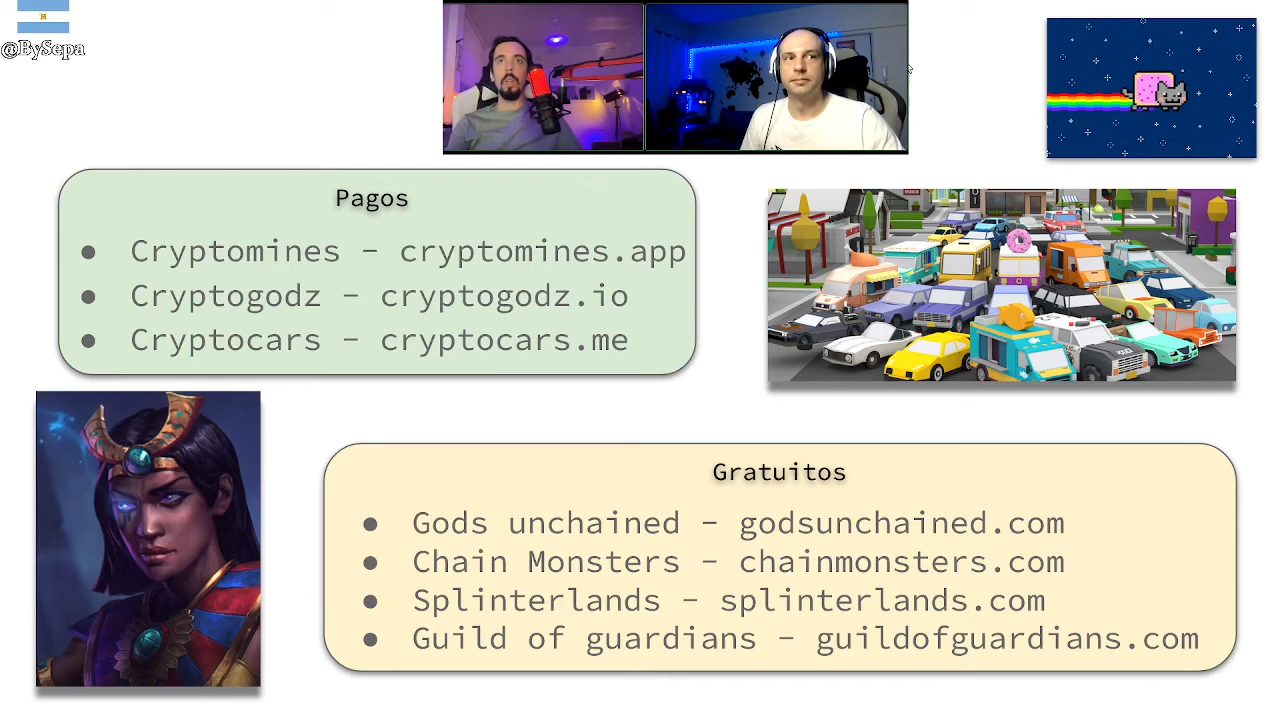 @BySepa
Pagos
● Cryptomines - cryptomines.app
● Cryptogodz - cryptogodz.io
● Cryptocars - cryptocars.me
Gratuitos
● Gods unchained - godsunchained.com
● Chain Monsters - chainmonsters.com
● Splinterlands - splinterlands.com
● Guild of guardians - guildofguardians.com